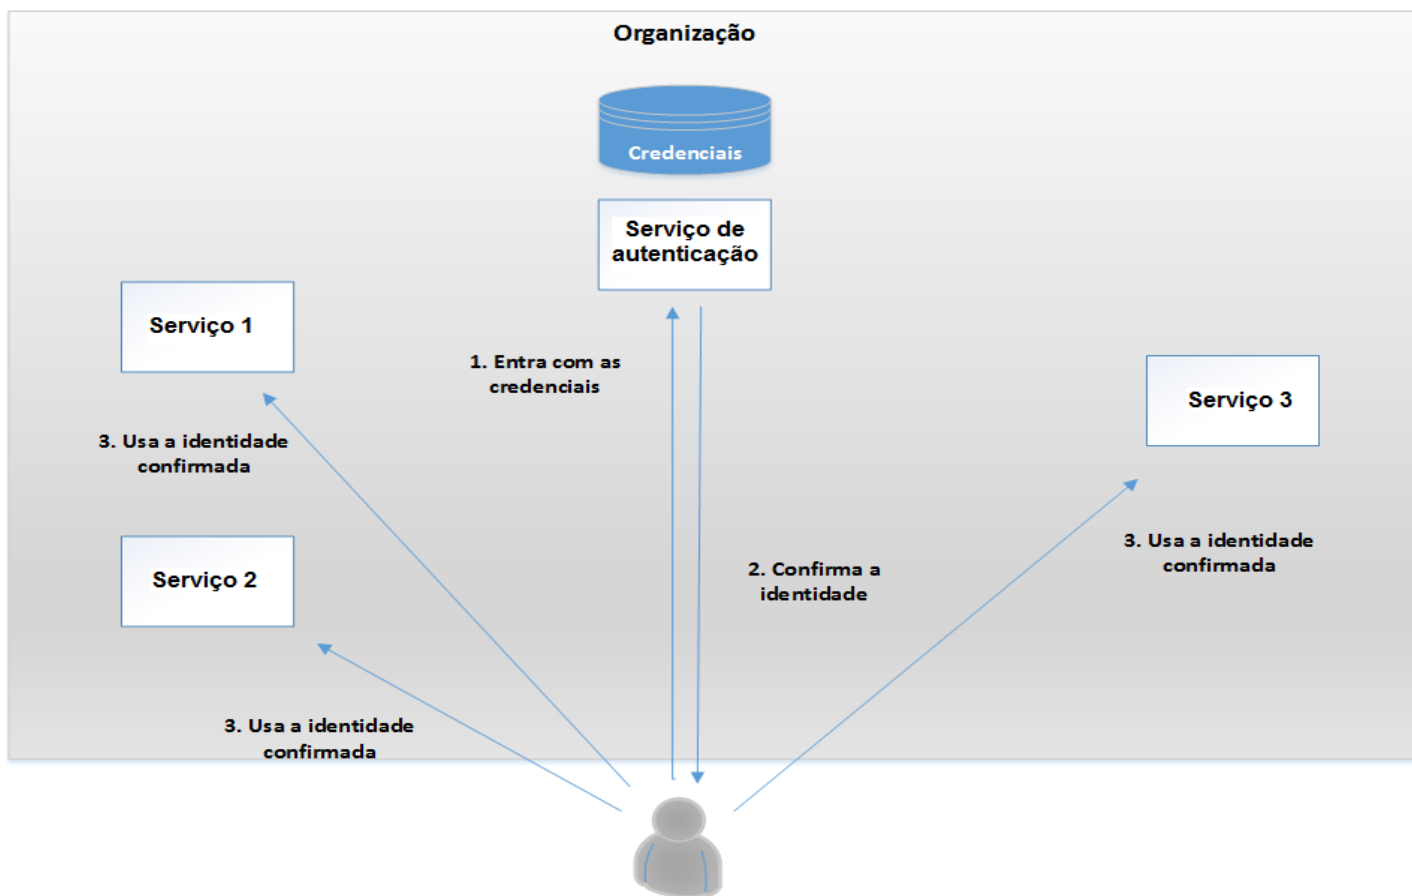 Organização
Credenciais
Serviço de
autenticação
Serviço 1
1. Entra com as
credenciais
Serviço 3
3. Usa a identidade
confirmada
3. Usa a identidade
confirmada
Serviço 2
2. Confirma a
identidade
3. Usa a identidade
confirmada